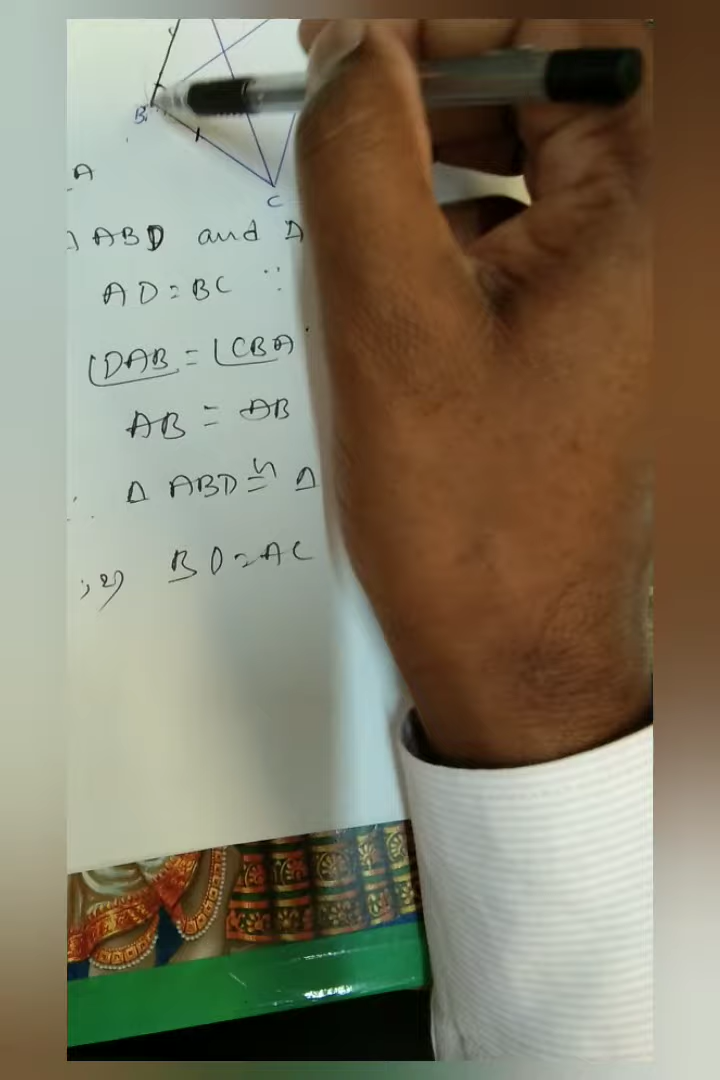 B
C
A
ABD and Δ
AD = BC ∵
∠DAB = ∠CBA
AB = AB
∴ Δ ABD ≅ Δ
BD = AC